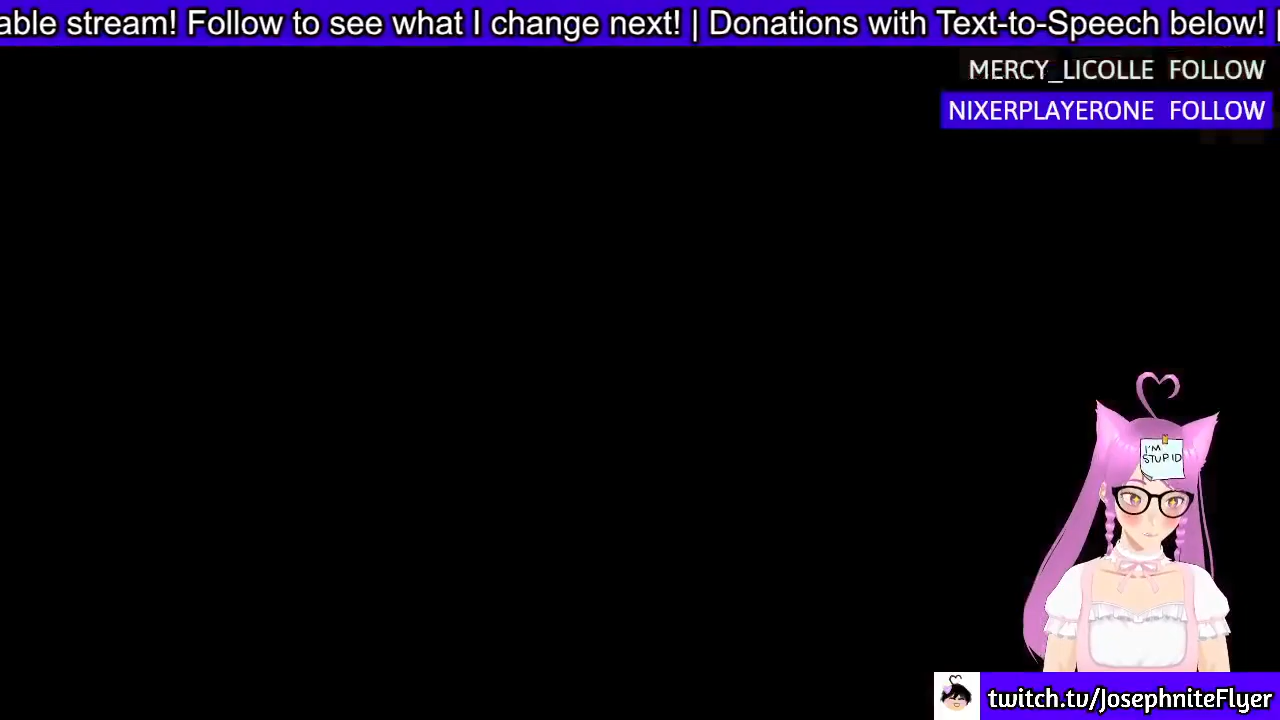 able stream! Follow to see what I change next! | Donations with Text-to-Speech below! |
MERCY_LICOLLE FOLLOW
NIXERPLAYERONE FOLLOW
I'M
STUPID
twitch.tv/JosephniteFlyer